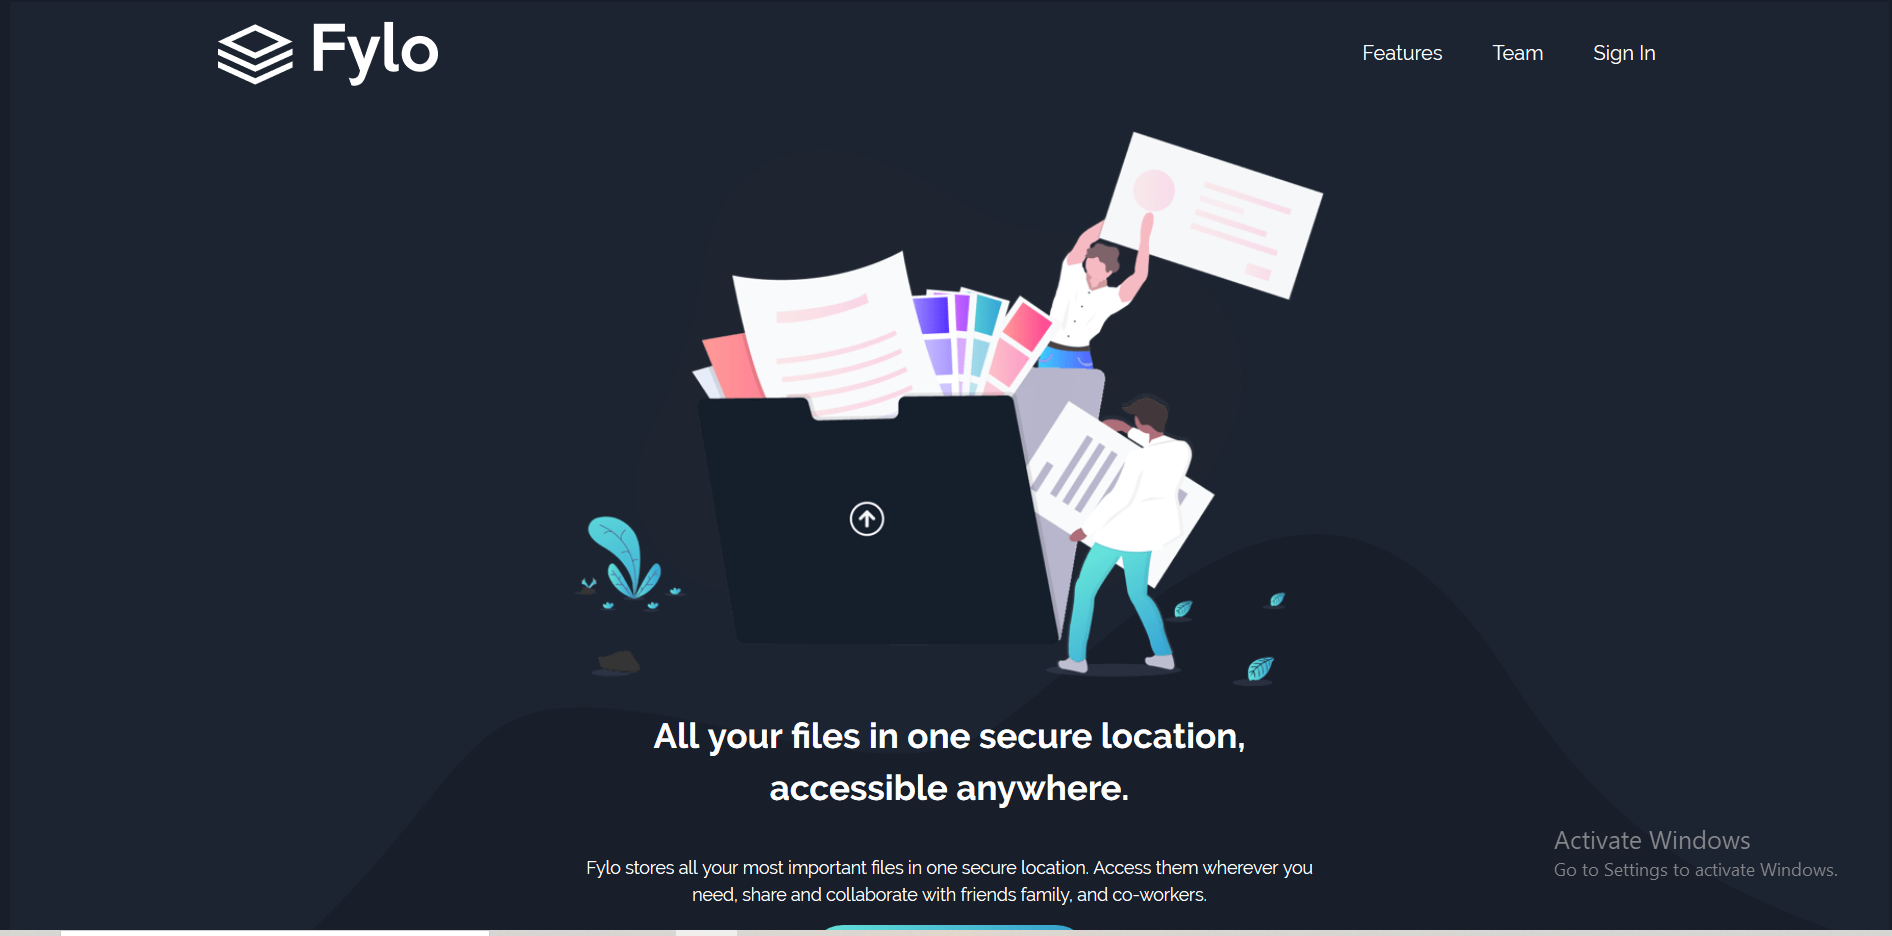 Fylo
Features
Team
Sign In
All your files in one secure location,
accessible anywhere.
Fylo stores all your most important files in one secure location. Access them wherever you
need, share and collaborate with friends family, and co-workers.
Activate Windows
Go to Settings to activate Windows.